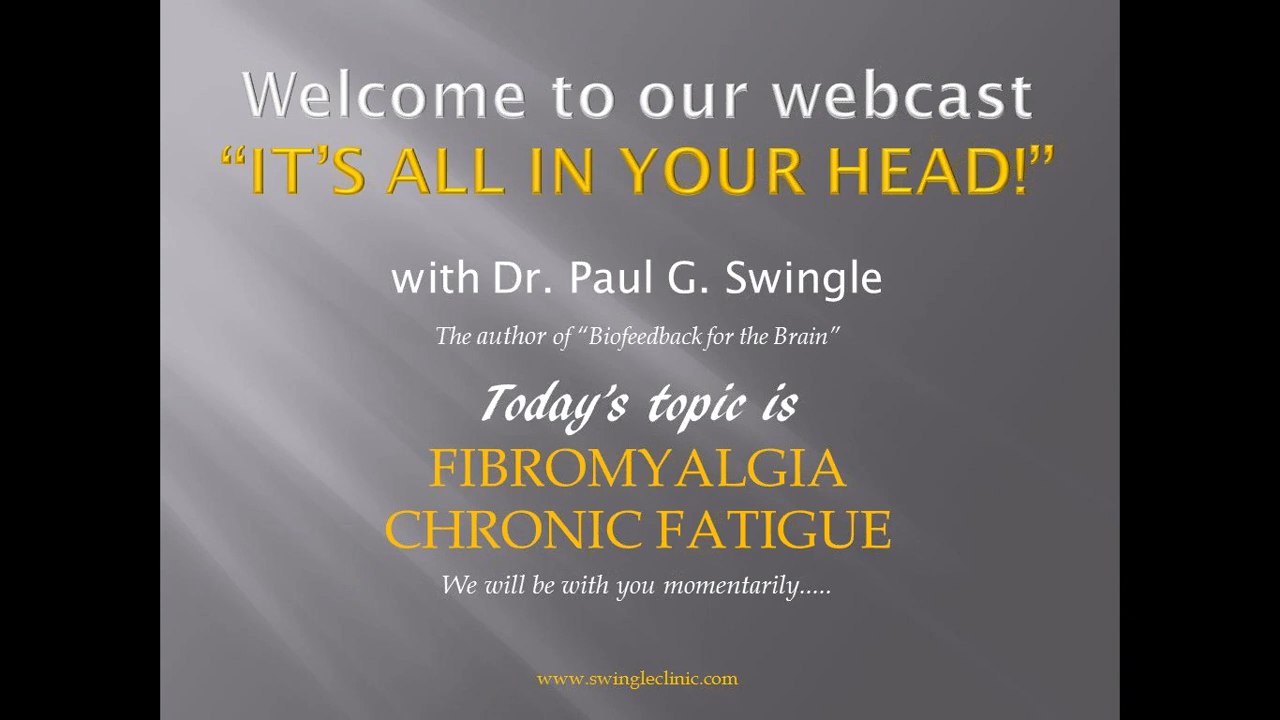 Welcome to our webcast
“IT’S ALL IN YOUR HEAD!”
with Dr. Paul G. Swingle
The author of “Biofeedback for the Brain”
Today’s topic is
FIBROMYALGIA
CHRONIC FATIGUE
We will be with you momentarily.....
www.swingleclinic.com